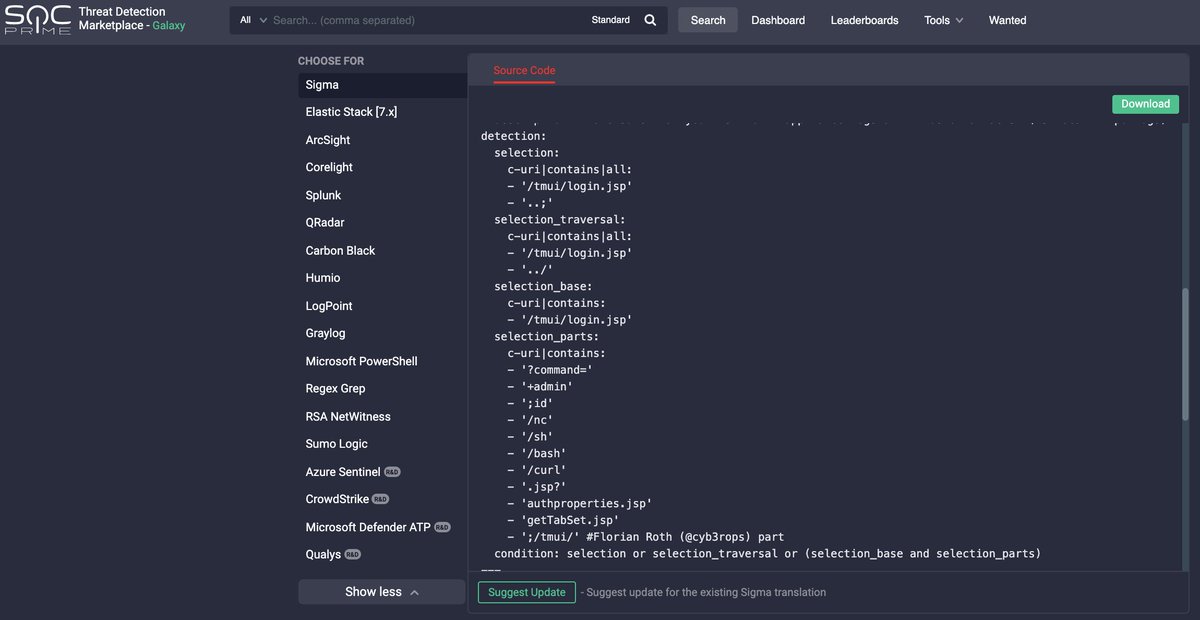 SOC
PRIME
Threat Detection
Marketplace - Galaxy
All
Search... (comma separated)
Standard
Search
Dashboard
Leaderboards
Tools
Wanted
CHOOSE FOR
Sigma
Elastic Stack [7.x]
ArcSight
Corelight
Splunk
QRadar
Carbon Black
Humio
LogPoint
Graylog
Microsoft PowerShell
Regex Grep
RSA NetWitness
Sumo Logic
Azure Sentinel R&D
CrowdStrike R&D
Microsoft Defender ATP R&D
Qualys R&D
Show less
Source Code
Download
detection:
  selection:
    c-uri|contains|all:
    - '/tmui/login.jsp'
    - '..;'
  selection_traversal:
    c-uri|contains|all:
    - '/tmui/login.jsp'
    - '../'
  selection_base:
    c-uri|contains:
    - '/tmui/login.jsp'
  selection_parts:
    c-uri|contains:
    - '?command='
    - '+admin'
    - ';id'
    - '/nc'
    - '/sh'
    - '/bash'
    - '/curl'
    - '.jsp?'
    - 'authproperties.jsp'
    - 'getTabSet.jsp'
    - ';/tmui/' #Florian Roth (@cyb3rops) part
  condition: selection or selection_traversal or (selection_base and selection_parts)
---
Suggest Update - Suggest update for the existing Sigma translation